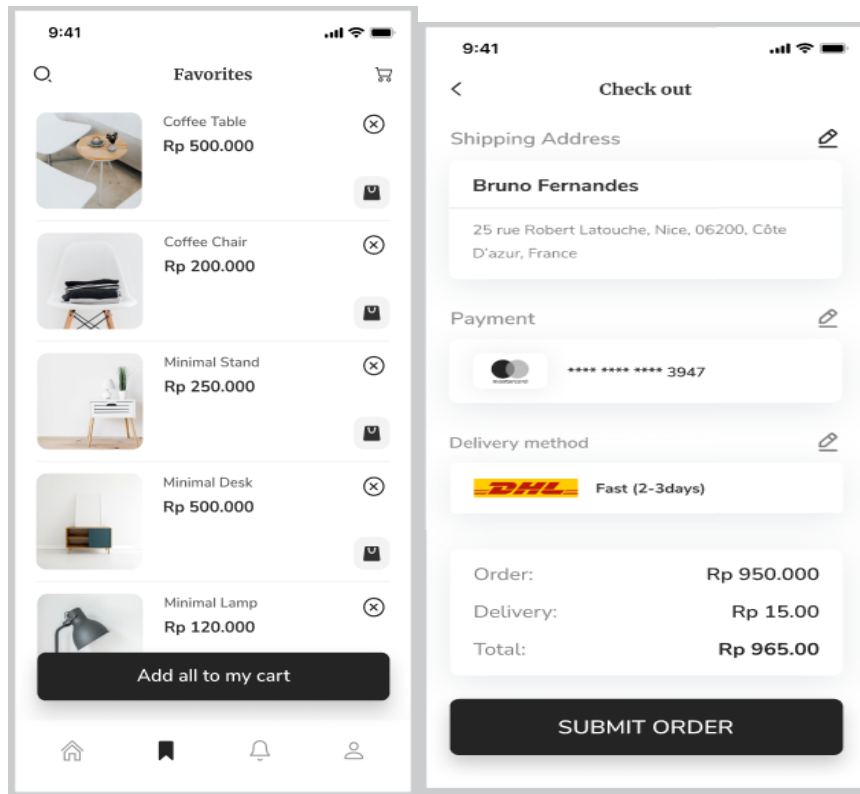 9:41
Favorites
Coffee Table
Rp 500.000
Coffee Chair
Rp 200.000
Minimal Stand
Rp 250.000
Minimal Desk
Rp 500.000
Minimal Lamp
Rp 120.000
Add all to my cart
9:41
Check out
Shipping Address
Bruno Fernandes
25 rue Robert Latouche, Nice, 06200, Côte
D'azur, France
Payment
mastercard
**** **** **** 3947
Delivery method
DHL Fast (2-3days)
Order: Rp 950.000
Delivery: Rp 15.00
Total: Rp 965.00
SUBMIT ORDER